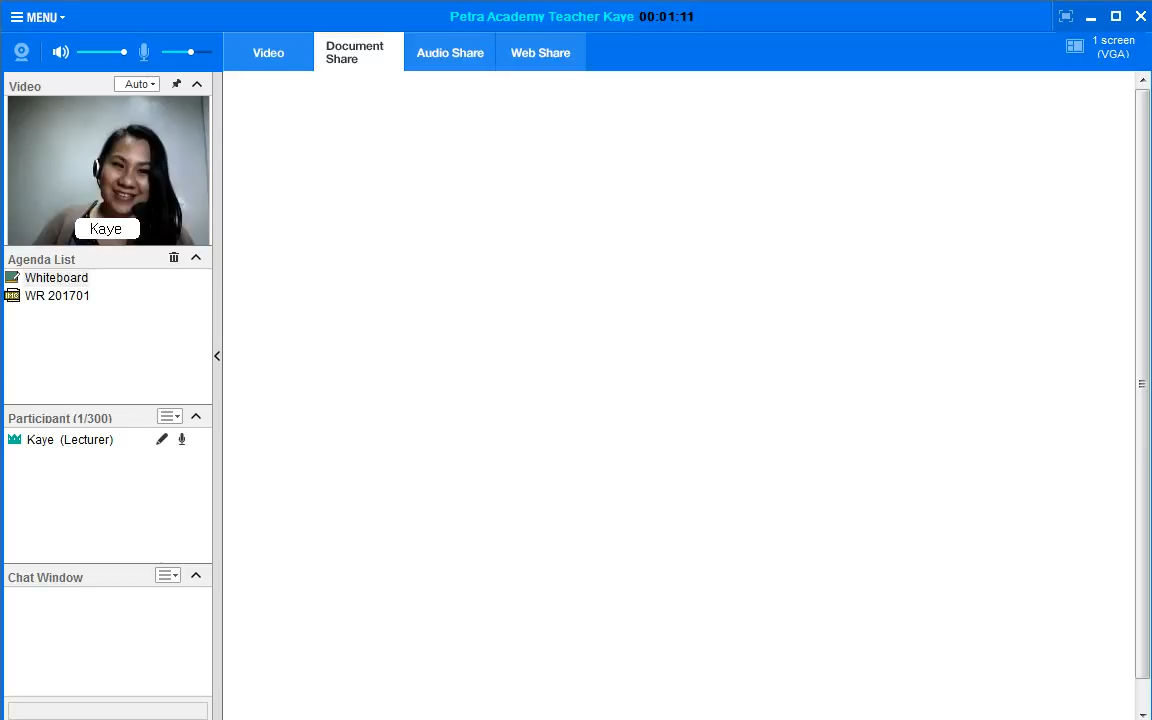 MENU
Petra Academy Teacher Kaye 00:01:11
Video
Document
Share
Audio Share
Web Share
1 screen
(VGA)
Video
Auto
Kaye
Agenda List
Whiteboard
IMG
WR 201701
Participant (1/300)
Kaye (Lecturer)
Chat Window